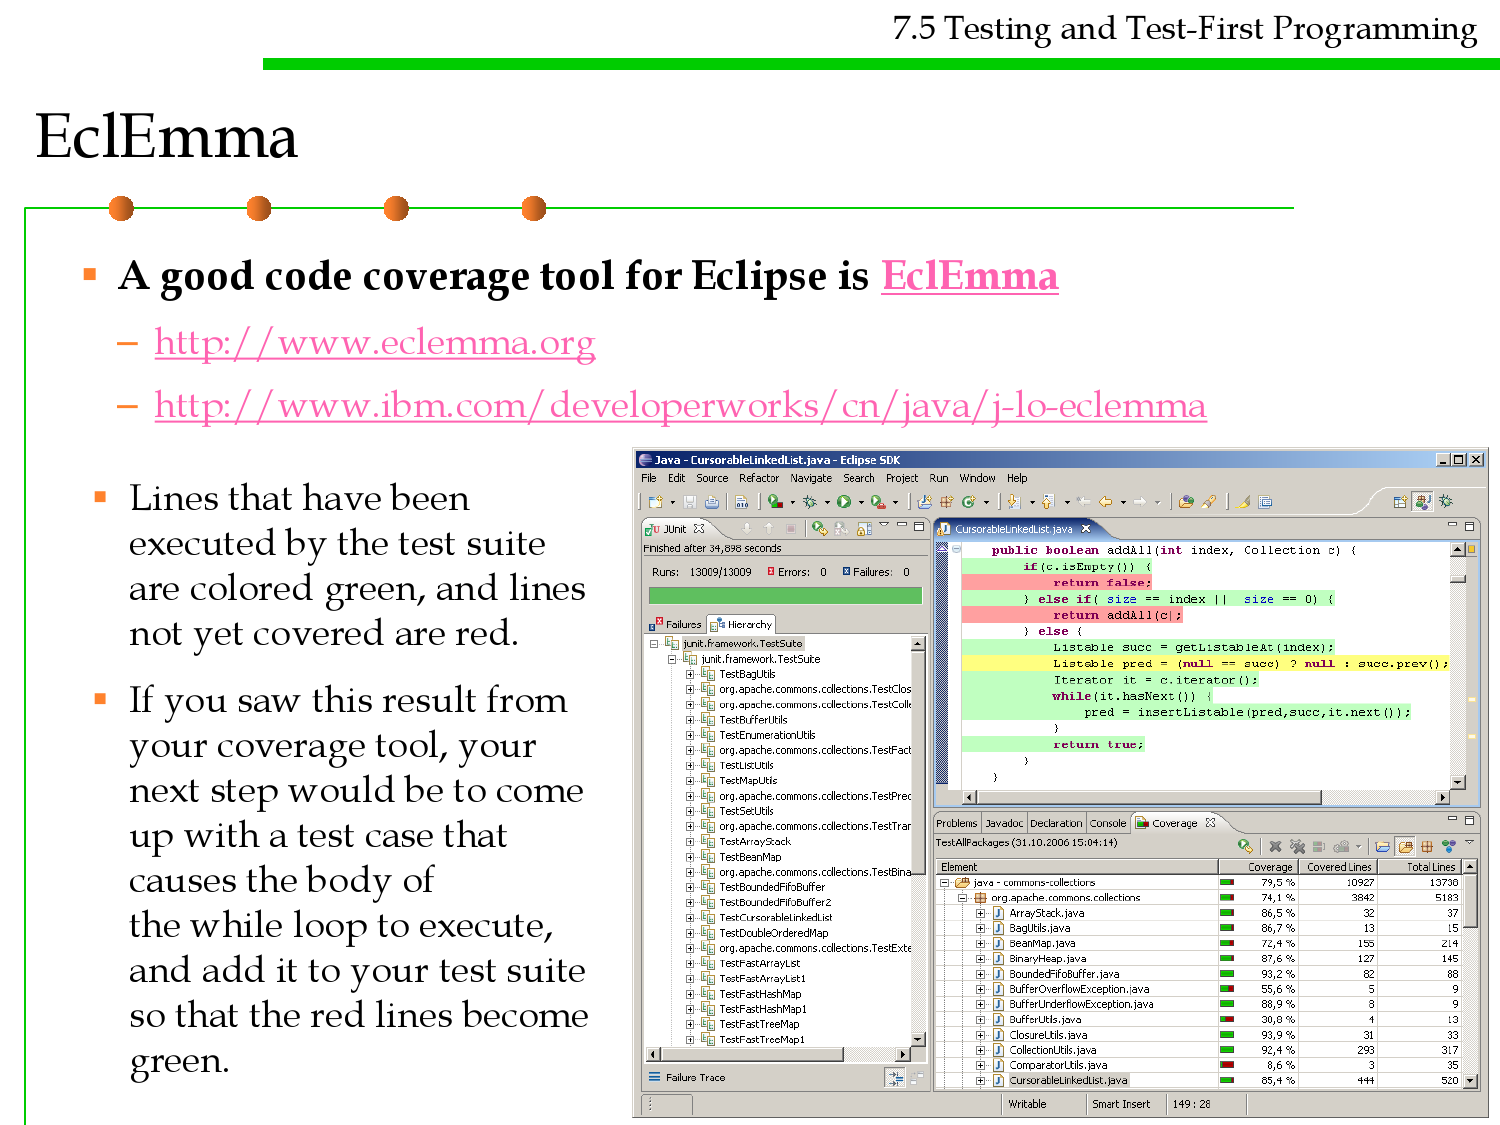 7.5 Testing and Test-First Programming
EclEmma
A good code coverage tool for Eclipse is EclEmma
– http://www.eclemma.org
– http://www.ibm.com/developerworks/cn/java/j-lo-eclemma
Lines that have been
executed by the test suite
are colored green, and lines
not yet covered are red.
If you saw this result from
your coverage tool, your
next step would be to come
up with a test case that
causes the body of
the while loop to execute,
and add it to your test suite
so that the red lines become
green.
Java - CursorableLinkedList.java - Eclipse SDK
File Edit Source Refactor Navigate Search Project Run Window Help
JUnit
Finished after 34,898 seconds
Runs: 13009/13009 Errors: 0 Failures: 0
Failures Hierarchy
junit.framework.TestSuite
junit.framework.TestSuite
TestBagUtils
org.apache.commons.collections.TestClos
org.apache.commons.collections.TestColle
TestBufferUtils
TestEnumerationUtils
org.apache.commons.collections.TestFact
TestListUtils
TestMapUtils
org.apache.commons.collections.TestPred
TestSetUtils
org.apache.commons.collections.TestTran
TestArrayStack
TestBeanMap
org.apache.commons.collections.TestBina
TestBoundedFifoBuffer
TestBoundedFifoBuffer2
TestCursorableLinkedList
TestDoubleOrderedMap
org.apache.commons.collections.TestExte
TestFastArrayList
TestFastArrayList1
TestFastHashMap
TestFastHashMap1
TestFastTreeMap
TestFastTreeMap1
Failure Trace
CursorableLinkedList.java
public boolean addAll(int index, Collection c) {
if(c.isEmpty()) {
return false;
} else if(_size == index || _size == 0) {
return addAll(c);
} else {
Listable succ = getListableAt(index);
Listable pred = (null == succ) ? null : succ.prev();
Iterator it = c.iterator();
while(it.hasNext()) {
pred = insertListable(pred,succ,it.next());
}
return true;
}
}
Problems Javadoc Declaration Console Coverage
TestAllPackages (31.10.2006 15:04:14)
Element Coverage Covered Lines Total Lines
java - commons-collections 79,5 % 10927 13738
org.apache.commons.collections 74,1 % 3842 5183
ArrayStack.java 86,5 % 32 37
BagUtils.java 86,7 % 13 15
BeanMap.java 72,4 % 155 214
BinaryHeap.java 87,6 % 127 145
BoundedFifoBuffer.java 93,2 % 82 88
BufferOverflowException.java 55,6 % 5 9
BufferUnderflowException.java 88,9 % 8 9
BufferUtils.java 30,8 % 4 13
ClosureUtils.java 93,9 % 31 33
CollectionUtils.java 92,4 % 293 317
ComparatorUtils.java 8,6 % 3 35
CursorableLinkedList.java 85,4 % 444 520
Writable Smart Insert 149 : 28